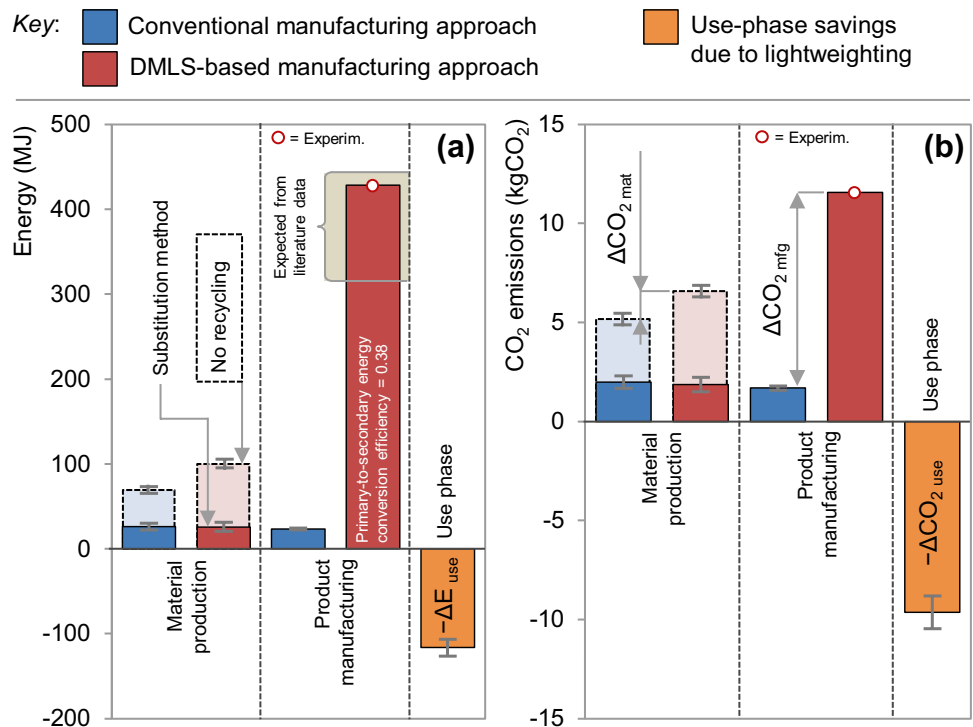 Key:
Conventional manufacturing approach
DMLS-based manufacturing approach
Use-phase savings
due to lightweighting
Energy (MJ)
500
400
300
200
100
0
-100
-200
(a)
= Experim.
Substitution method
No recycling
Expected from
literature data
Primary-to-secondary energy
conversion efficiency = 0.38
Use phase
−ΔE use
Material
production
Product
manufacturing
CO2 emissions (kgCO2)
15
10
5
0
-5
-10
-15
(b)
= Experim.
ΔCO2 mat
ΔCO2 mfg
Use phase
−ΔCO2 use
Material
production
Product
manufacturing